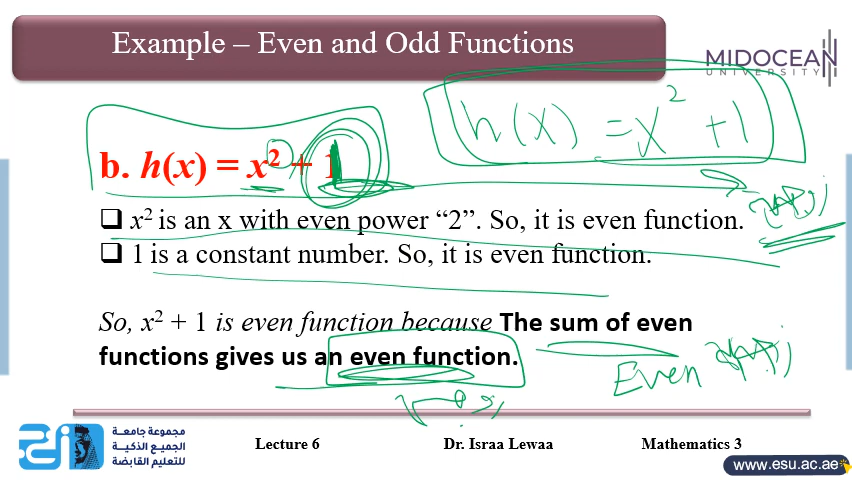 Example – Even and Odd Functions
MIDOCEAN
UNIVERSITY
h(x) = x² + 1
b. h(x) = x² + 1
❑ x² is an x with even power “2”. So, it is even function.
❑ 1 is a constant number. So, it is even function.
So, x² + 1 is even function because The sum of even
functions gives us an even function.
Even
مجموعة جامعة
الجميع الذكية
للتعليم القابضة
Lecture 6
Dr. Israa Lewaa
Mathematics 3
www.esu.ac.ae